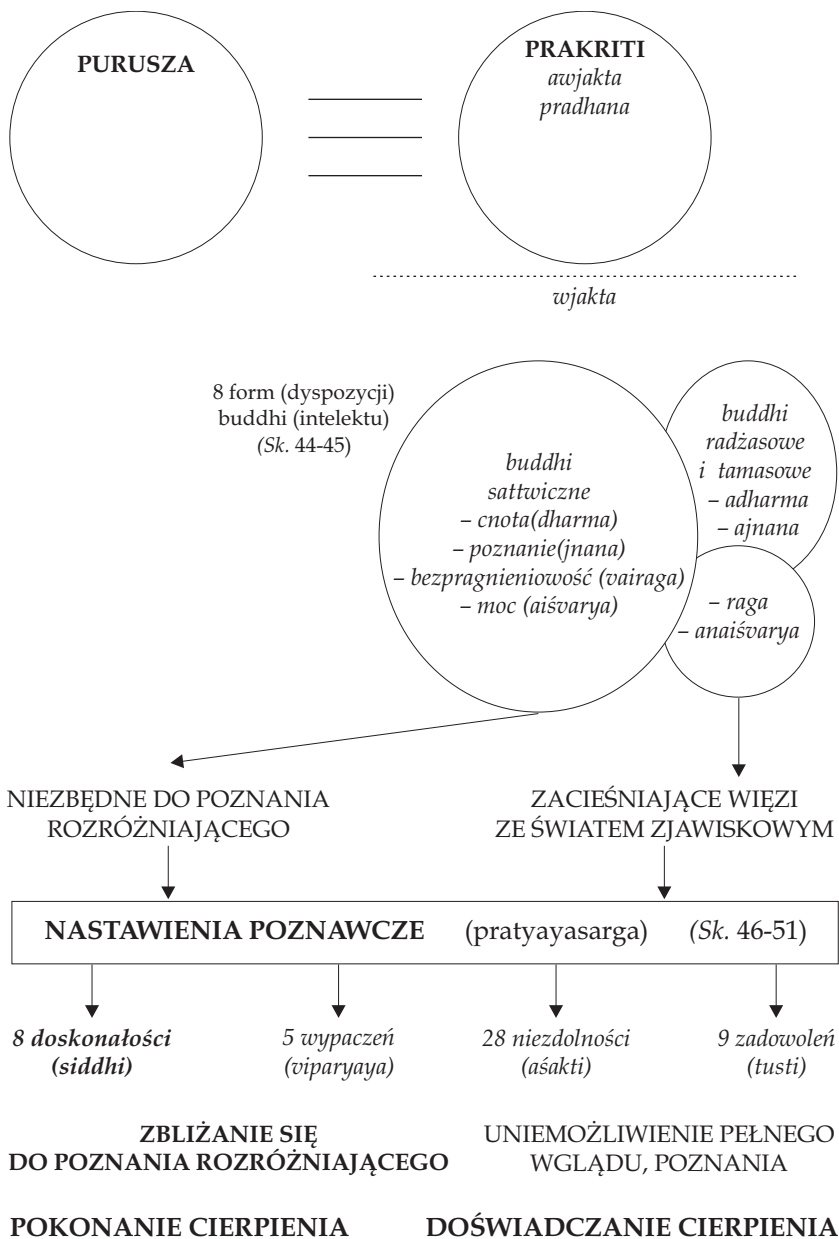 PURUSZA
PRAKRITI
awjakta
pradhana
wjakta
8 form (dyspozycji)
buddhi (intelektu)
(Sk. 44-45)
buddhi
sattwiczne
– cnota(dharma)
– poznanie(jnana)
– bezpragnieniowość (vairaga)
– moc (aiśvarya)
buddhi
radżasowe
i tamasowe
– adharma
– ajnana
– raga
– anaiśvarya
NIEZBĘDNE DO POZNANIA
ROZRÓŻNIAJĄCEGO
ZACIEŚNIAJĄCE WIĘZI
ZE ŚWIATEM ZJAWISKOWYM
NASTAWIENIA POZNAWCZE (pratyayasarga) (Sk. 46-51)
8 doskonałości
(siddhi)
5 wypaczeń
(viparyaya)
28 niezdolności
(aśakti)
9 zadowoleń
(tusti)
ZBLIŻANIE SIĘ
DO POZNANIA ROZRÓŻNIAJĄCEGO
UNIEMOŻLIWIENIE PEŁNEGO
WGLĄDU, POZNANIA
POKONANIE CIERPIENIA
DOŚWIADCZANIE CIERPIENIA